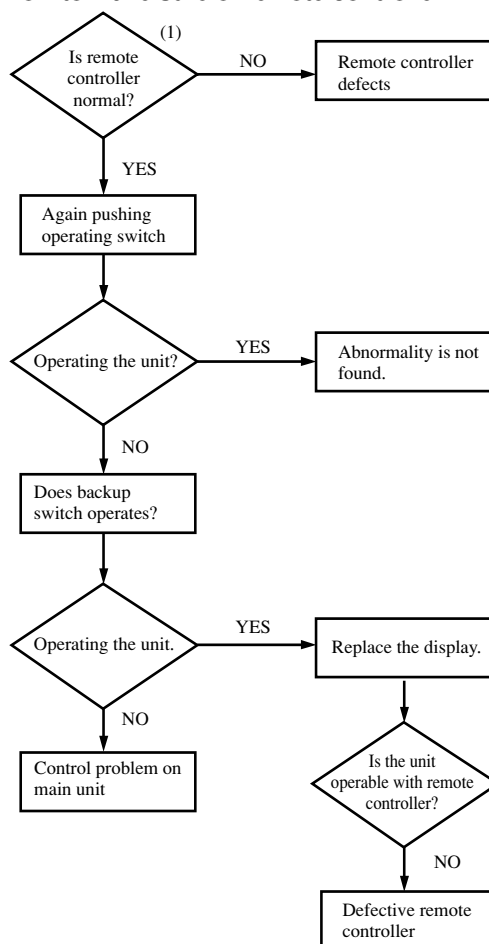 (1)
Is remote
controller
normal?
NO
Remote controller
defects
YES
Again pushing
operating switch
Operating the unit?
YES
Abnormality is not
found.
NO
Does backup
switch operates?
Operating the unit.
YES
Replace the display.
NO
Control problem on
main unit
Is the unit
operable with remote
controller?
NO
Defective remote
controller